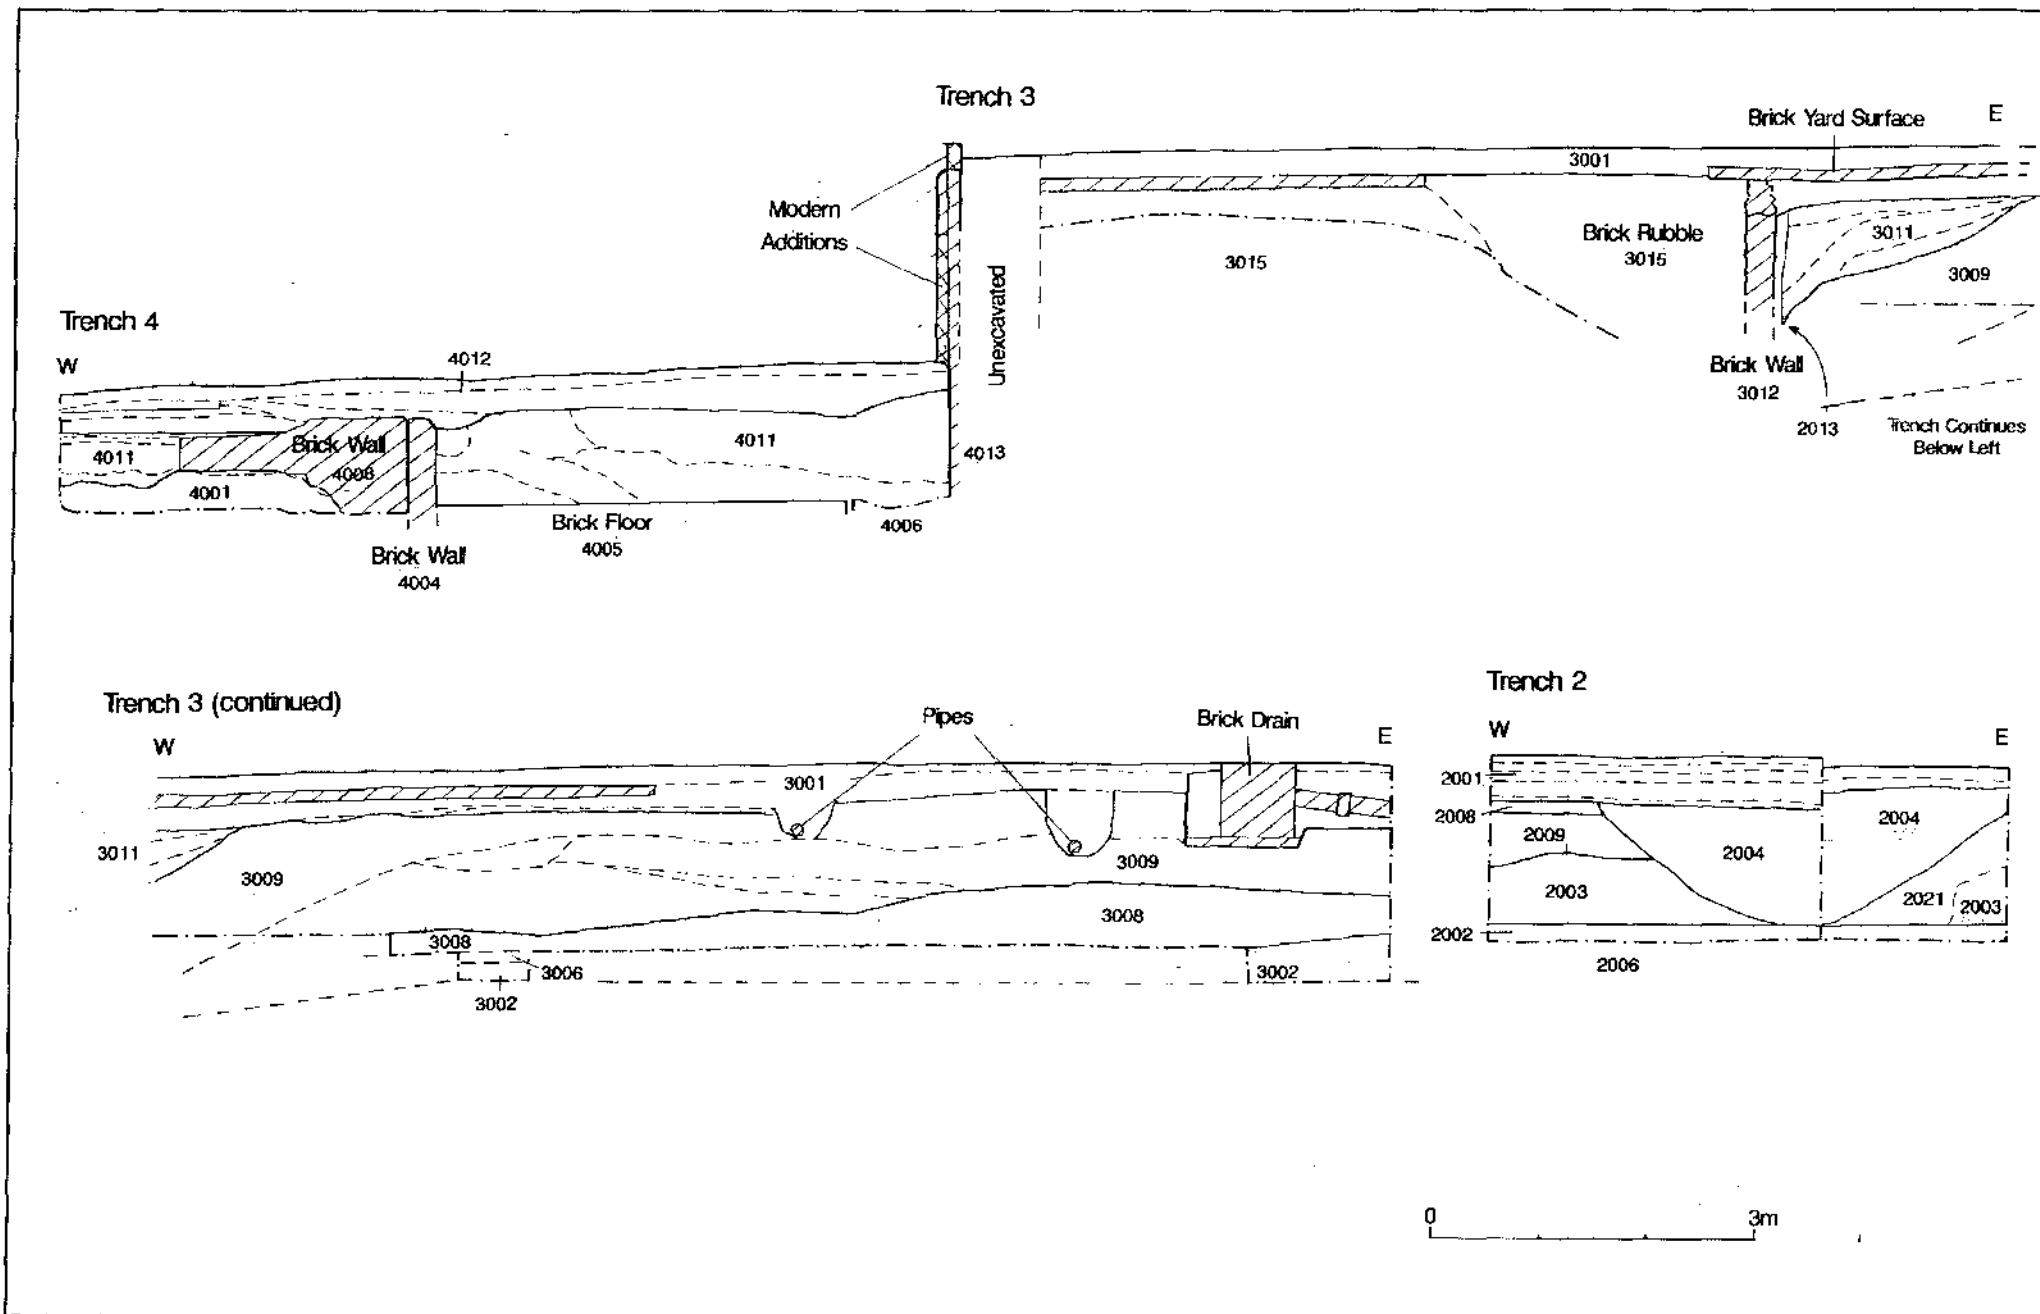 Trench 3
Brick Yard Surface
E
3001
Modern
Additions
Unexcavated
3015
Brick Rubble
3015
3011
3009
Brick Wall
3012
2013
Trench Continues
Below Left
Trench 4
W
4012
Brick Wall
4008
4011
4001
4011
4013
4006
Brick Floor
4005
Brick Wall
4004
Trench 3 (continued)
W
Pipes
Brick Drain
E
3001
3011
3009
3009
3008
3008
3006
3002
3002
Trench 2
W
E
2001
2008
2009
2004
2004
2003
2021
2003
2002
2006
0
3m